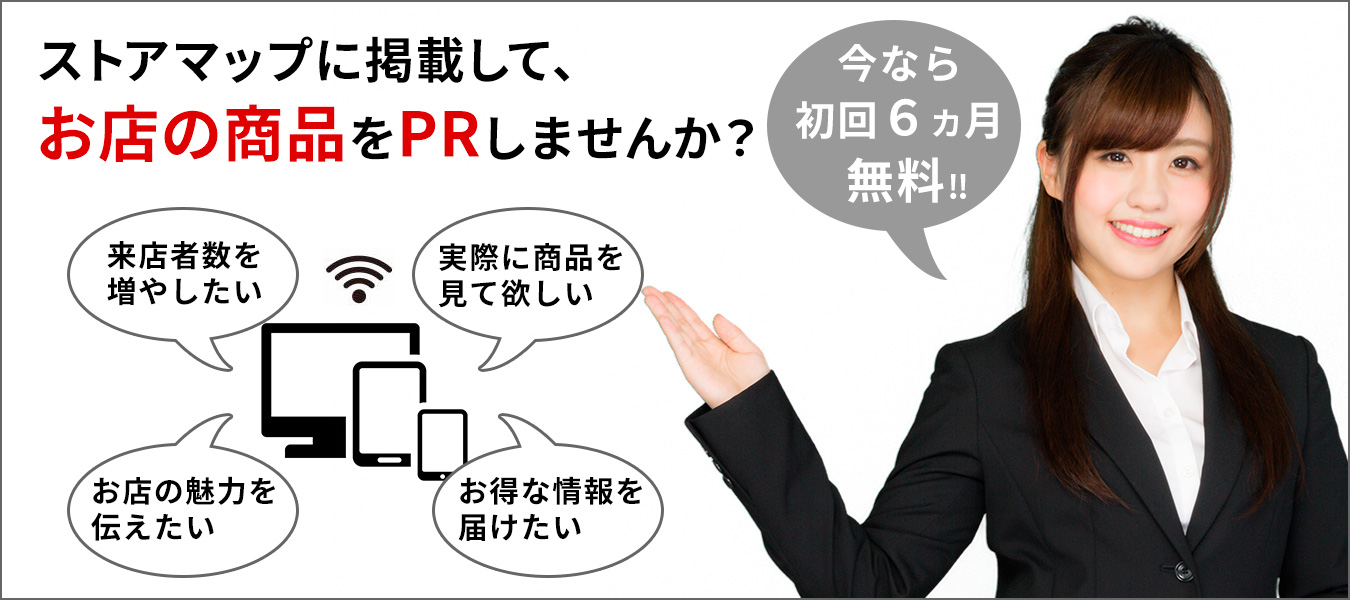 ストアマップに掲載して、
お店の商品をPRしませんか？
今なら
初回６ヵ月
無料!!
来店者数を
増やしたい
実際に商品を
見て欲しい
お店の魅力を
伝えたい
お得な情報を
届けたい